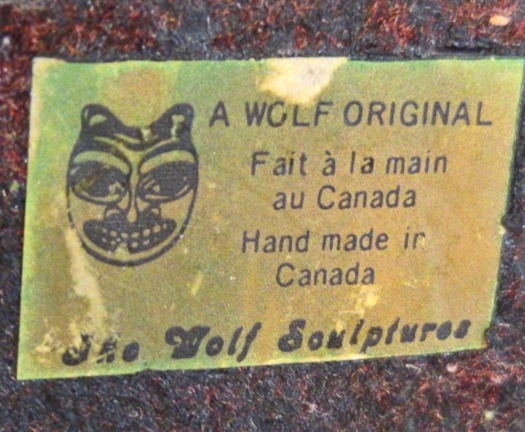 A WOLF ORIGINAL
Fait à la main
au Canada
Hand made in
Canada
The Wolf Sculptures